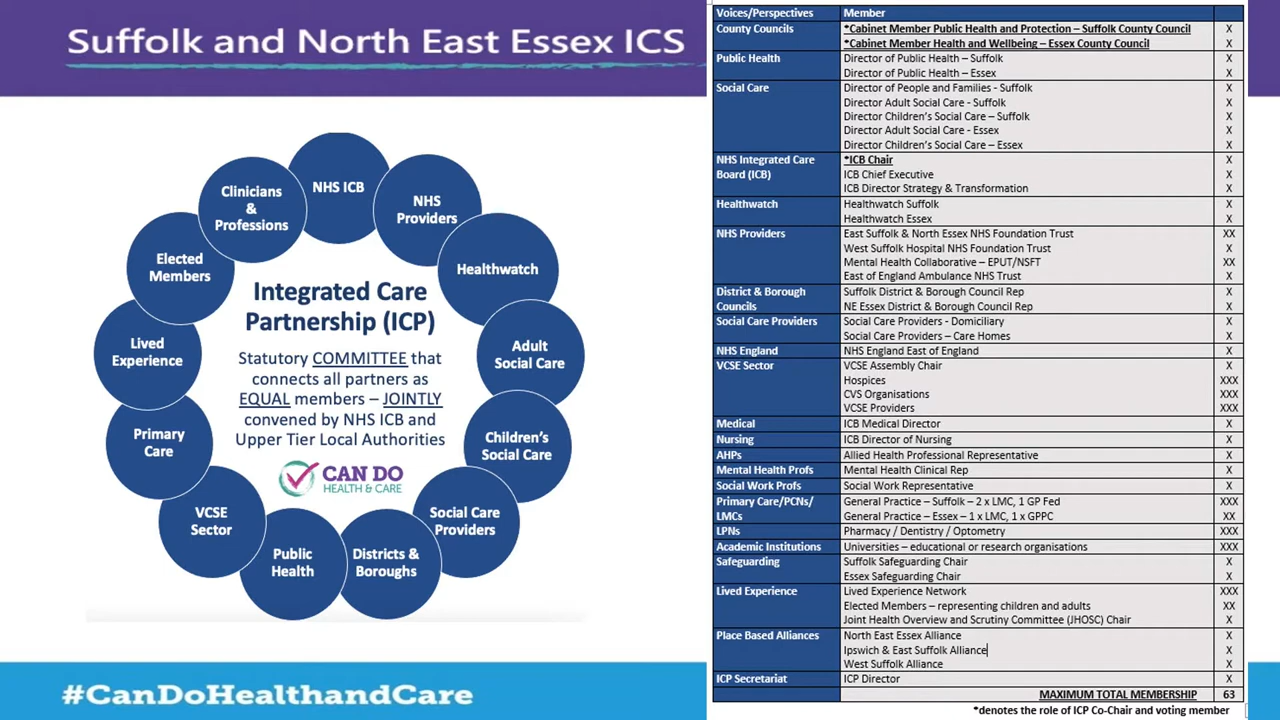 Suffolk and North East Essex ICS
NHS ICB
NHS
Providers
Healthwatch
Adult
Social Care
Children's
Social Care
Social Care
Providers
Districts &
Boroughs
Public
Health
VCSE
Sector
Primary
Care
Lived
Experience
Elected
Members
Clinicians
&
Professions
Integrated Care
Partnership (ICP)
Statutory COMMITTEE that
connects all partners as
EQUAL members – JOINTLY
convened by NHS ICB and
Upper Tier Local Authorities
CAN DO
HEALTH & CARE
#CanDoHealthandCare
Voices/Perspectives Member
County Councils *Cabinet Member Public Health and Protection – Suffolk County Council X
*Cabinet Member Health and Wellbeing – Essex County Council X
Public Health Director of Public Health – Suffolk X
Director of Public Health – Essex X
Social Care Director of People and Families - Suffolk X
Director Adult Social Care - Suffolk X
Director Children's Social Care – Suffolk X
Director Adult Social Care - Essex X
Director Children's Social Care – Essex X
NHS Integrated Care *ICB Chair X
Board (ICB) ICB Chief Executive X
ICB Director Strategy & Transformation X
Healthwatch Healthwatch Suffolk X
Healthwatch Essex X
NHS Providers East Suffolk & North Essex NHS Foundation Trust XX
West Suffolk Hospital NHS Foundation Trust X
Mental Health Collaborative – EPUT/NSFT XX
East of England Ambulance NHS Trust X
District & Borough Suffolk District & Borough Council Rep X
Councils NE Essex District & Borough Council Rep X
Social Care Providers Social Care Providers - Domiciliary X
Social Care Providers – Care Homes X
NHS England NHS England East of England X
VCSE Sector VCSE Assembly Chair X
Hospices XXX
CVS Organisations XXX
VCSE Providers XXX
Medical ICB Medical Director X
Nursing ICB Director of Nursing X
AHPs Allied Health Professional Representative X
Mental Health Profs Mental Health Clinical Rep X
Social Work Profs Social Work Representative X
Primary Care/PCNs/ General Practice – Suffolk – 2 x LMC, 1 GP Fed XXX
LMCs General Practice – Essex – 1 x LMC, 1 x GPPC XX
LPNs Pharmacy / Dentistry / Optometry XXX
Academic Institutions Universities – educational or research organisations XXX
Safeguarding Suffolk Safeguarding Chair X
Essex Safeguarding Chair X
Lived Experience Lived Experience Network XXX
Elected Members – representing children and adults XX
Joint Health Overview and Scrutiny Committee (JHOSC) Chair X
Place Based Alliances North East Essex Alliance X
Ipswich & East Suffolk Alliance X
West Suffolk Alliance X
ICP Secretariat ICP Director X
MAXIMUM TOTAL MEMBERSHIP 63
*denotes the role of ICP Co-Chair and voting member